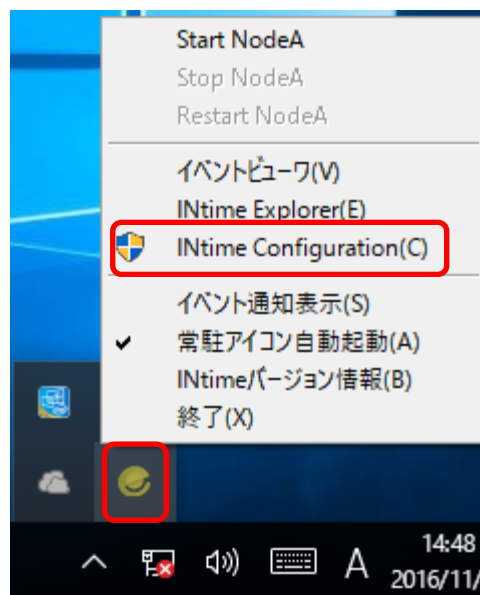 Start NodeA
Stop NodeA
Restart NodeA
イベントビューワ(V)
INtime Explorer(E)
INtime Configuration(C)
イベント通知表示(S)
常駐アイコン自動起動(A)
INtimeバージョン情報(B)
終了(X)
A
14:48
2016/11/